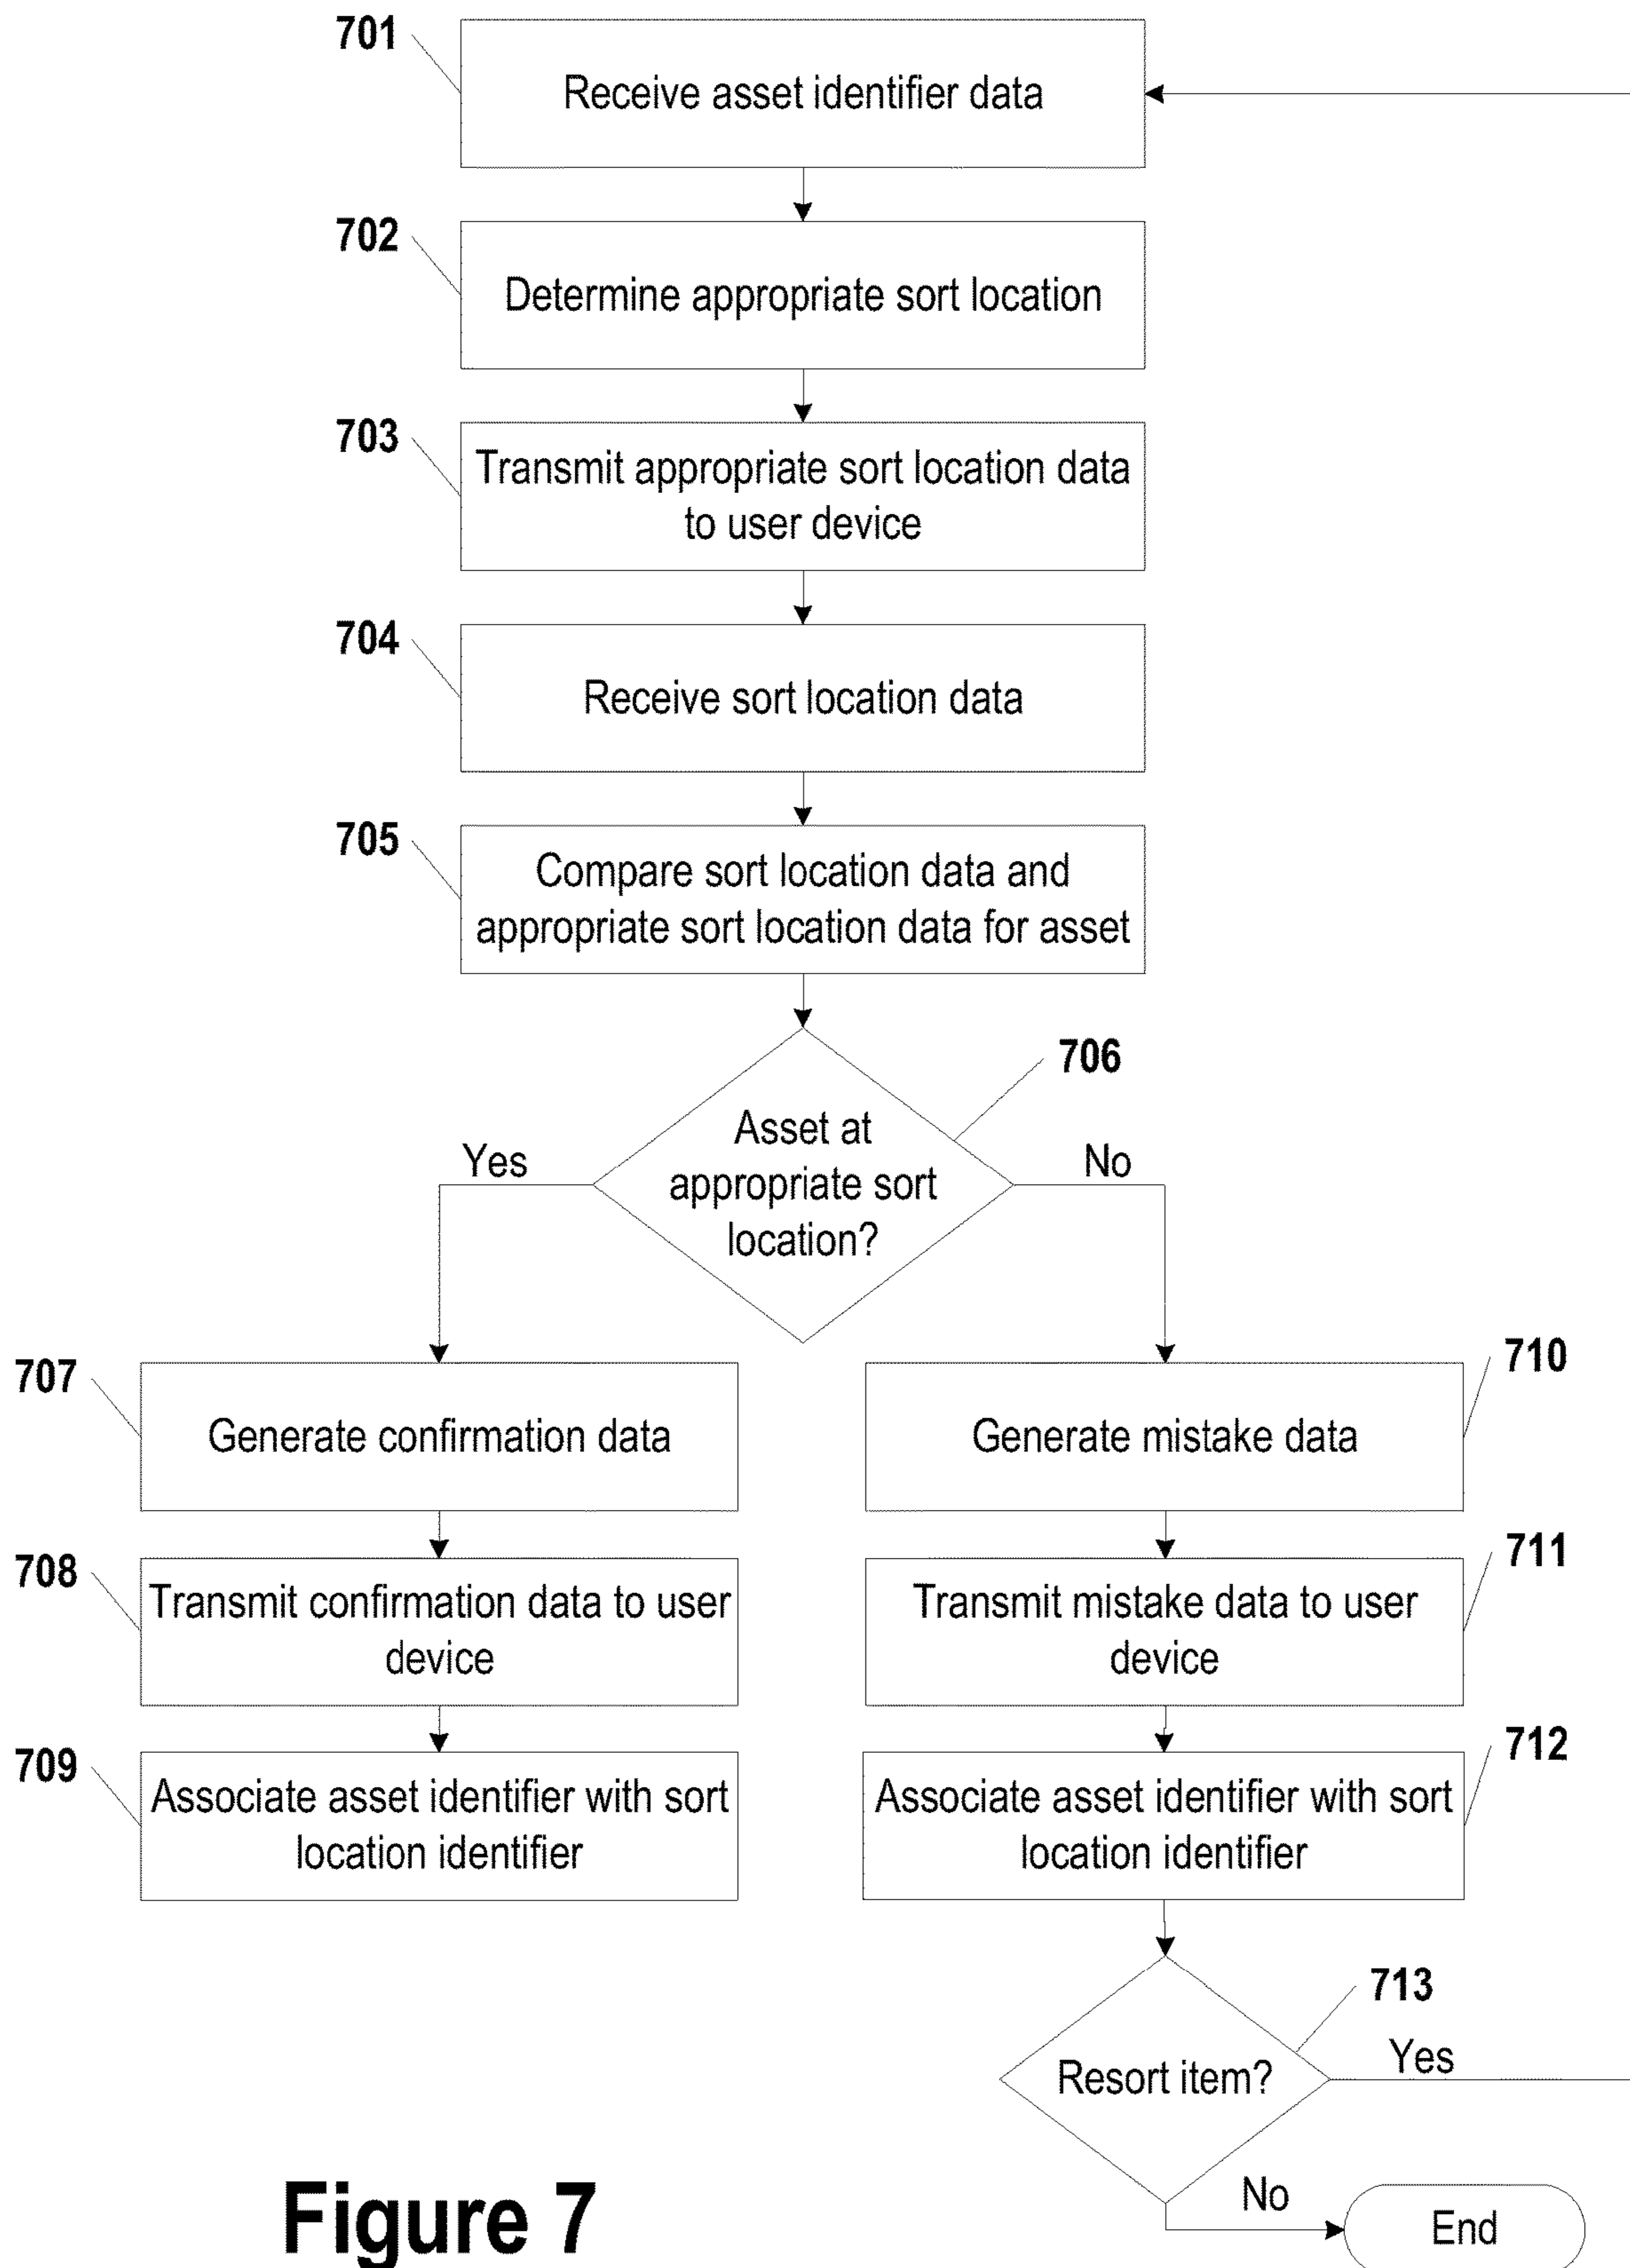 701
Receive asset identifier data
702
Determine appropriate sort location
703
Transmit appropriate sort location data
to user device
704
Receive sort location data
705
Compare sort location data and
appropriate sort location data for asset
706
Asset at
appropriate sort
location?
Yes
No
707
Generate confirmation data
710
Generate mistake data
708
Transmit confirmation data to user
device
711
Transmit mistake data to user
device
709
Associate asset identifier with sort
location identifier
712
Associate asset identifier with sort
location identifier
713
Resort item?
Yes
No
End
Figure 7